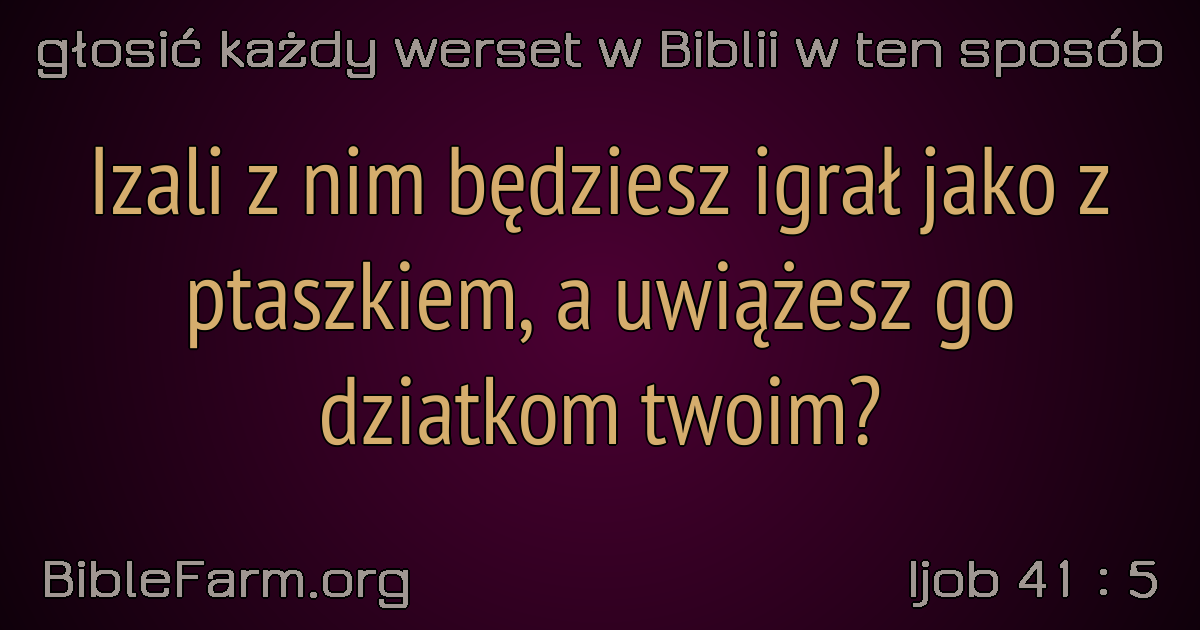 głosić każdy werset w Biblii w ten sposób
Izali z nim będziesz igrał jako z
ptaszkiem, a uwiążesz go
dziatkom twoim?
BibleFarm.org
Ijob 41 : 5